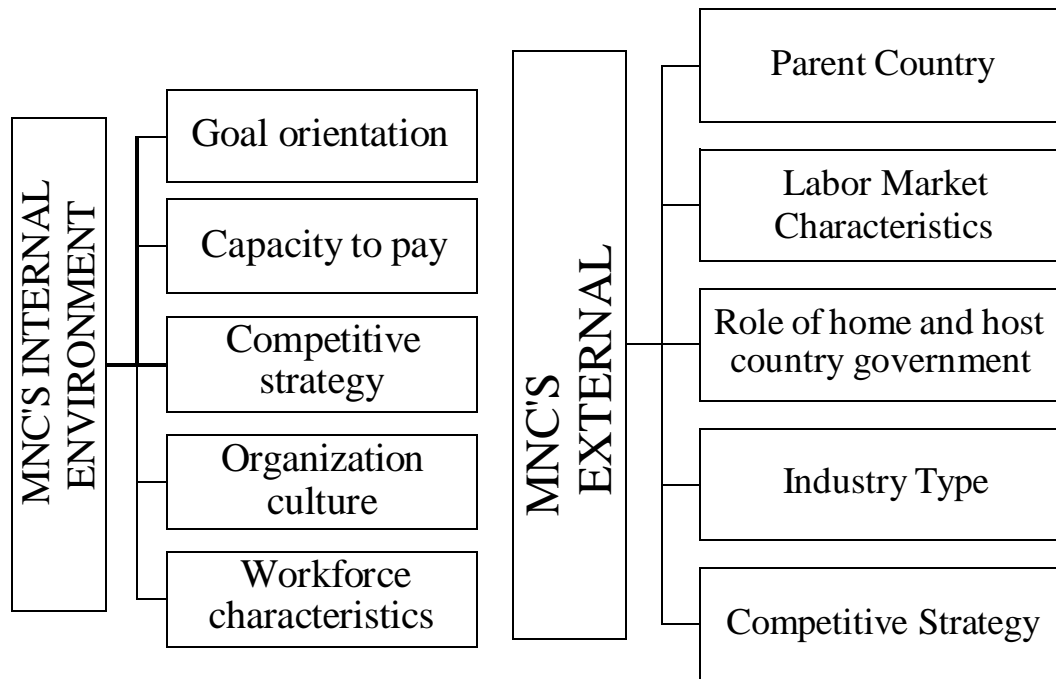 MNC'S INTERNAL
ENVIRONMENT
Goal orientation
Capacity to pay
Competitive
strategy
Organization
culture
Workforce
characteristics
MNC'S
EXTERNAL
Parent Country
Labor Market
Characteristics
Role of home and host
country government
Industry Type
Competitive Strategy